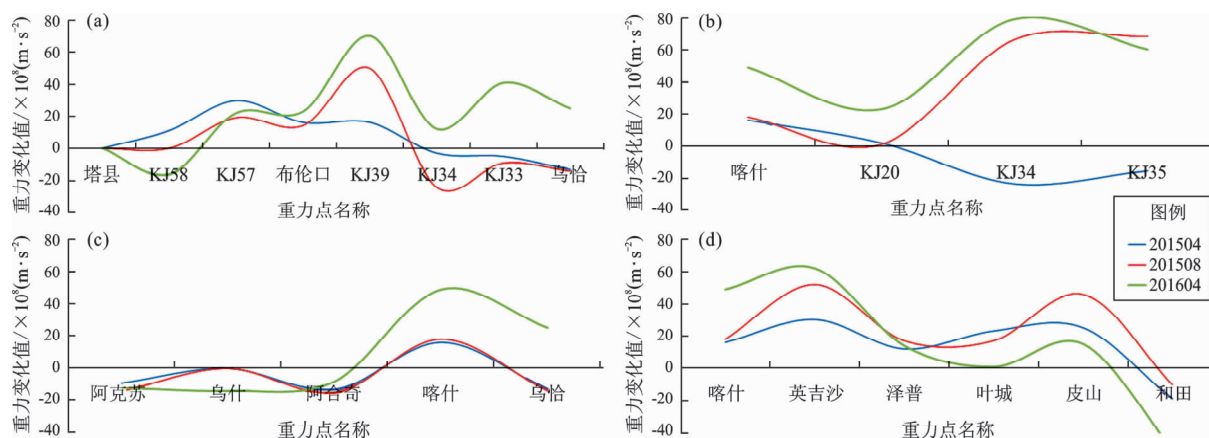 (a)
重力变化值/×10⁸(m·s⁻²)
80
60
40
20
0
-20
-40
塔县 KJ58 KJ57 布伦口 KJ39 KJ34 KJ33 乌恰
重力点名称
(b)
重力变化值/×10⁸(m·s⁻²)
80
60
40
20
0
-20
-40
喀什 KJ20 KJ34 KJ35
重力点名称
(c)
重力变化值/×10⁸(m·s⁻²)
80
60
40
20
0
-20
-40
阿克苏 乌什 阿合奇 喀什 乌恰
重力点名称
(d)
重力变化值/×10⁸(m·s⁻²)
80
60
40
20
0
-20
-40
喀什 英吉沙 泽普 叶城 皮山 和田
重力点名称
图例
201504
201508
201604